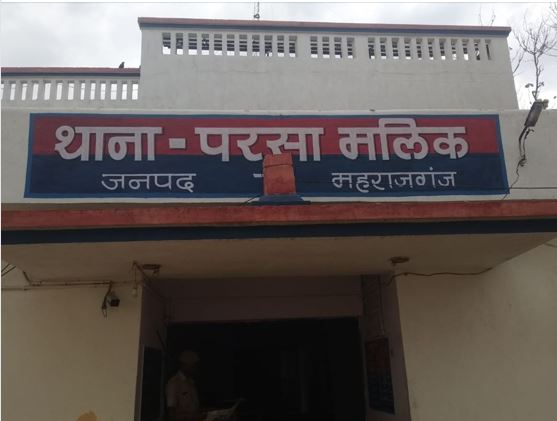 थाना - परसा मलिक
जनपद - महराजगंज